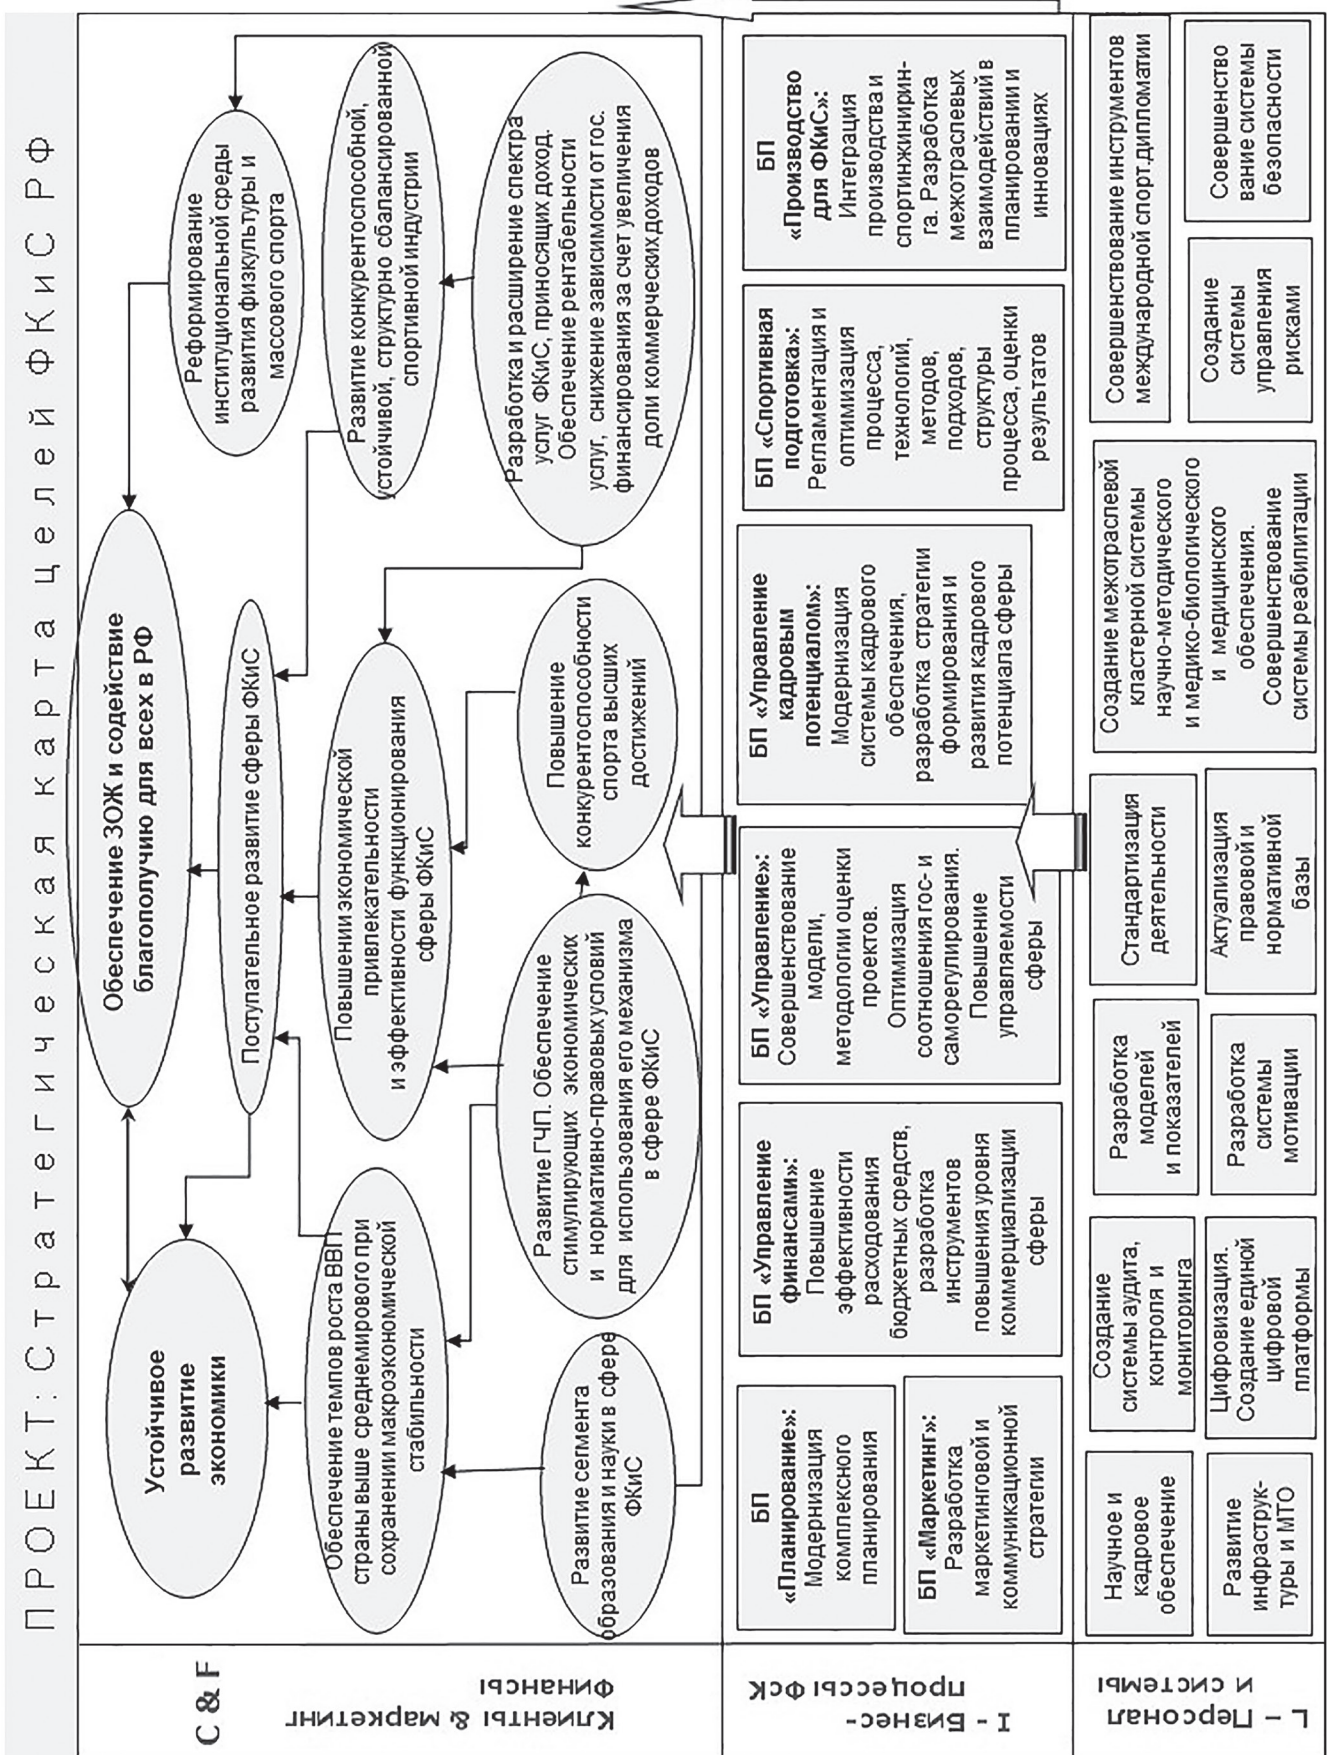 ПРОЕКТ: Стратегическая карта целей ФКиС РФ
C & F
Клиенты & маркетинг
Финансы
Устойчивое
развитие
экономики
Обеспечение ЗОЖ и содействие
благополучию для всех в РФ
Реформирование
институциональной среды
развития физкультуры и
массового спорта
Поступательное развитие сферы ФКиС
Обеспечение темпов роста ВВП
страны выше среднемирового при
сохранении макроэкономической
стабильности
Повышении экономической
привлекательности
и эффективности функционирования
сферы ФКиС
Развитие конкурентоспособной,
устойчивой, структурно сбалансированной
спортивной индустрии
Развитие сегмента
образования и науки в сфере
ФКиС
Развитие ГЧП. Обеспечение
стимулирующих экономических
и нормативно-правовых условий
для использования его механизма
в сфере ФКиС
Повышение
конкурентоспособности
спорта высших
достижений
Разработка и расширение спектра
услуг ФКиС, приносящих доход.
Обеспечение рентабельности
услуг, снижение зависимости от гос.
финансирования за счет увеличения
доли коммерческих доходов
I - Бизнес-
процессы ФСК
БП
«Планирование»:
Модернизация
комплексного
планирования
БП «Маркетинг»:
Разработка
маркетинговой и
коммуникационной
стратегии
БП «Управление
финансами»:
Повышение
эффективности
расходования
бюджетных средств,
разработка
инструментов
повышения уровня
коммерциализации
сферы
БП «Управление»:
Совершенствование
модели,
методологии оценки
проектов.
Оптимизация
соотношения гос- и
саморегулирования.
Повышение
управляемости
сферы
БП «Управление
кадровым
потенциалом»:
Модернизация
системы кадрового
обеспечения,
разработка стратегии
формирования и
развития кадрового
потенциала сферы
БП «Спортивная
подготовка»:
Регламентация и
оптимизация
процесса,
технологий,
методов,
подходов,
структуры
процесса, оценки
результатов
БП
«Производство
для ФКиС»:
Интеграция
производства и
спортинжинирин-
га. Разработка
межотраслевых
взаимодействий в
планировании и
инновациях
L – Персонал
и системы
Научное и
кадровое
обеспечение
Развитие
инфраструк-
туры и МТО
Создание
системы аудита,
контроля и
мониторинга
Цифровизация.
Создание единой
цифровой
платформы
Разработка
моделей
и показателей
Разработка
системы
мотивации
Стандартизация
деятельности
Актуализация
правовой и
нормативной
базы
Создание межотраслевой
кластерной системы
научно-методического
и медико-биологического
и медицинского
обеспечения.
Совершенствование
системы реабилитации
Совершенствование инструментов
международной спорт.дипломатии
Создание
системы
управления
рисками
Совершенство
вание системы
безопасности